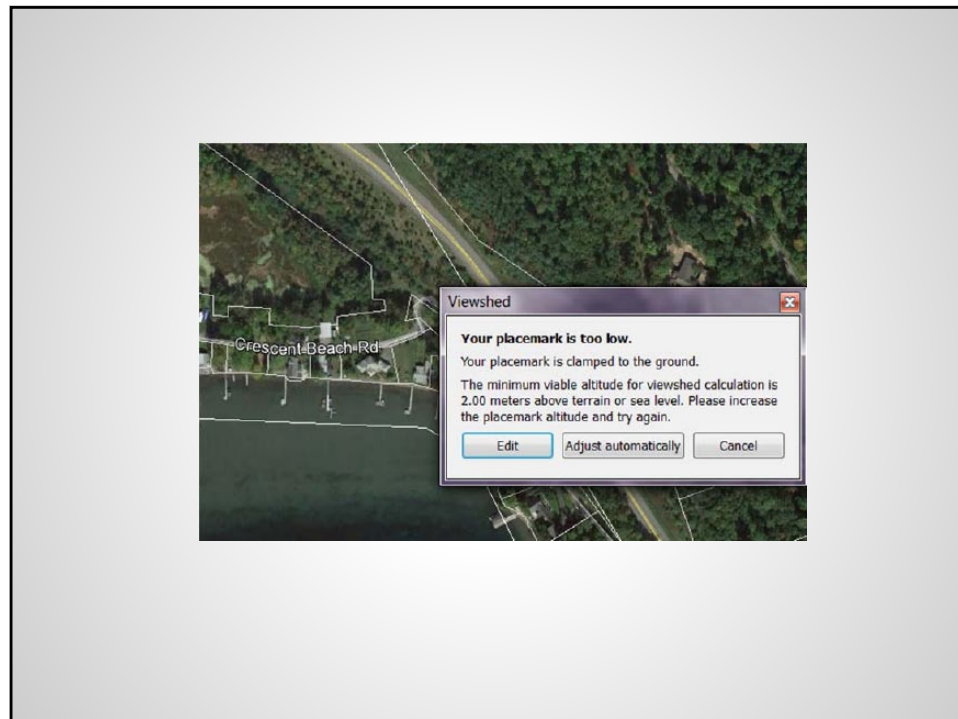 Crescent Beach Rd
Viewshed
Your placemark is too low.
Your placemark is clamped to the ground.
The minimum viable altitude for viewshed calculation is
2.00 meters above terrain or sea level. Please increase
the placemark altitude and try again.
Edit
Adjust automatically
Cancel